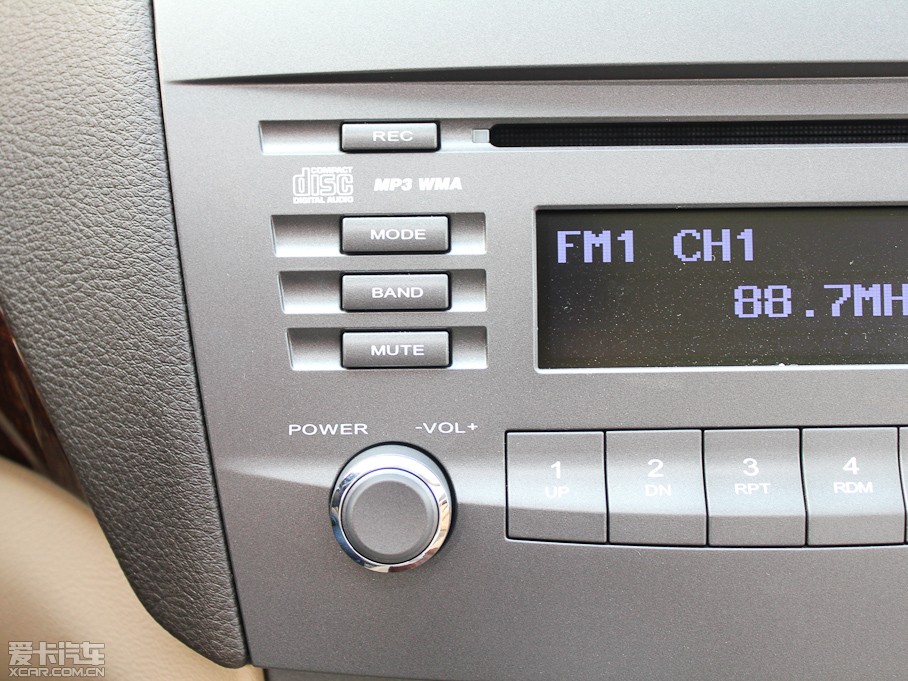 REC
COMPACT
disc
DIGITAL AUDIO
MP3 WMA
MODE
FM1 CH1
BAND
88.7MH
MUTE
POWER
-VOL+
1
UP
2
DN
3
RPT
4
RDM
爱卡汽车
XCAR.COM.CN